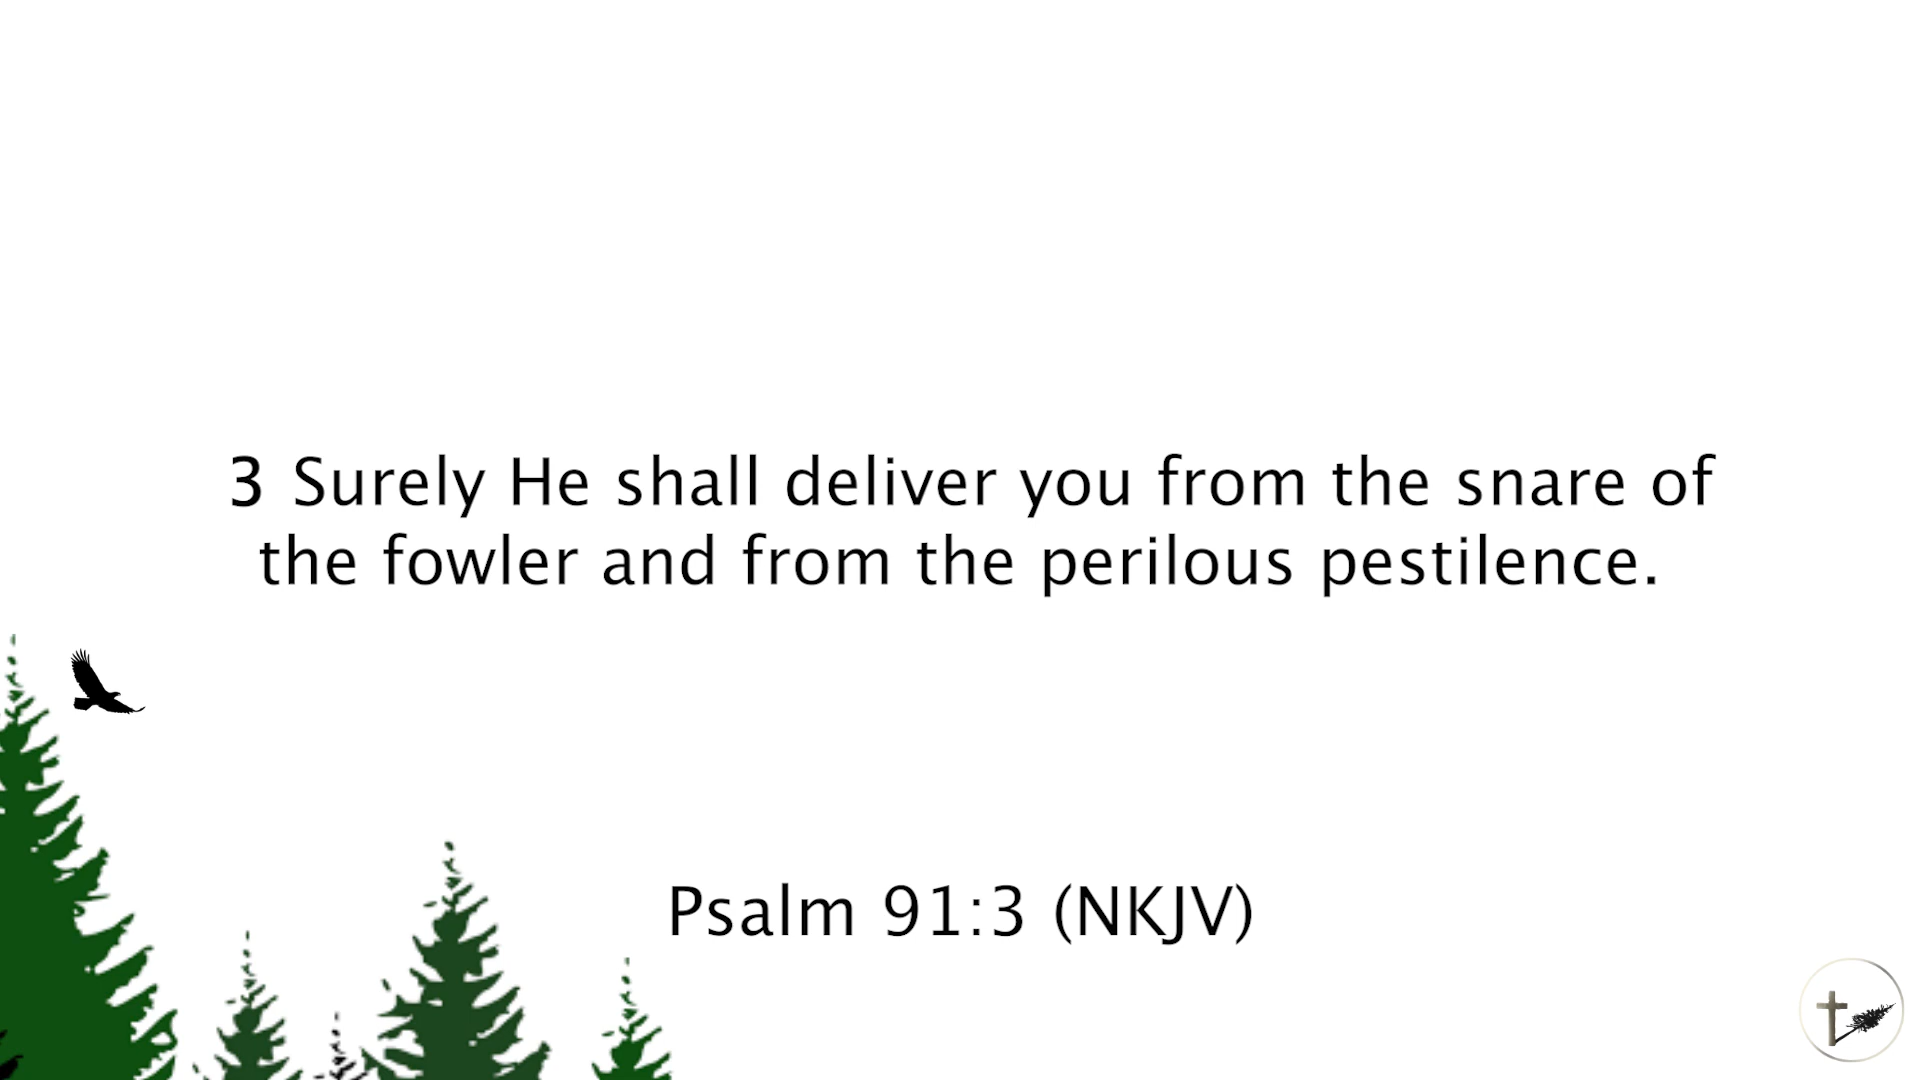 3 Surely He shall deliver you from the snare of
the fowler and from the perilous pestilence.
Psalm 91:3 (NKJV)